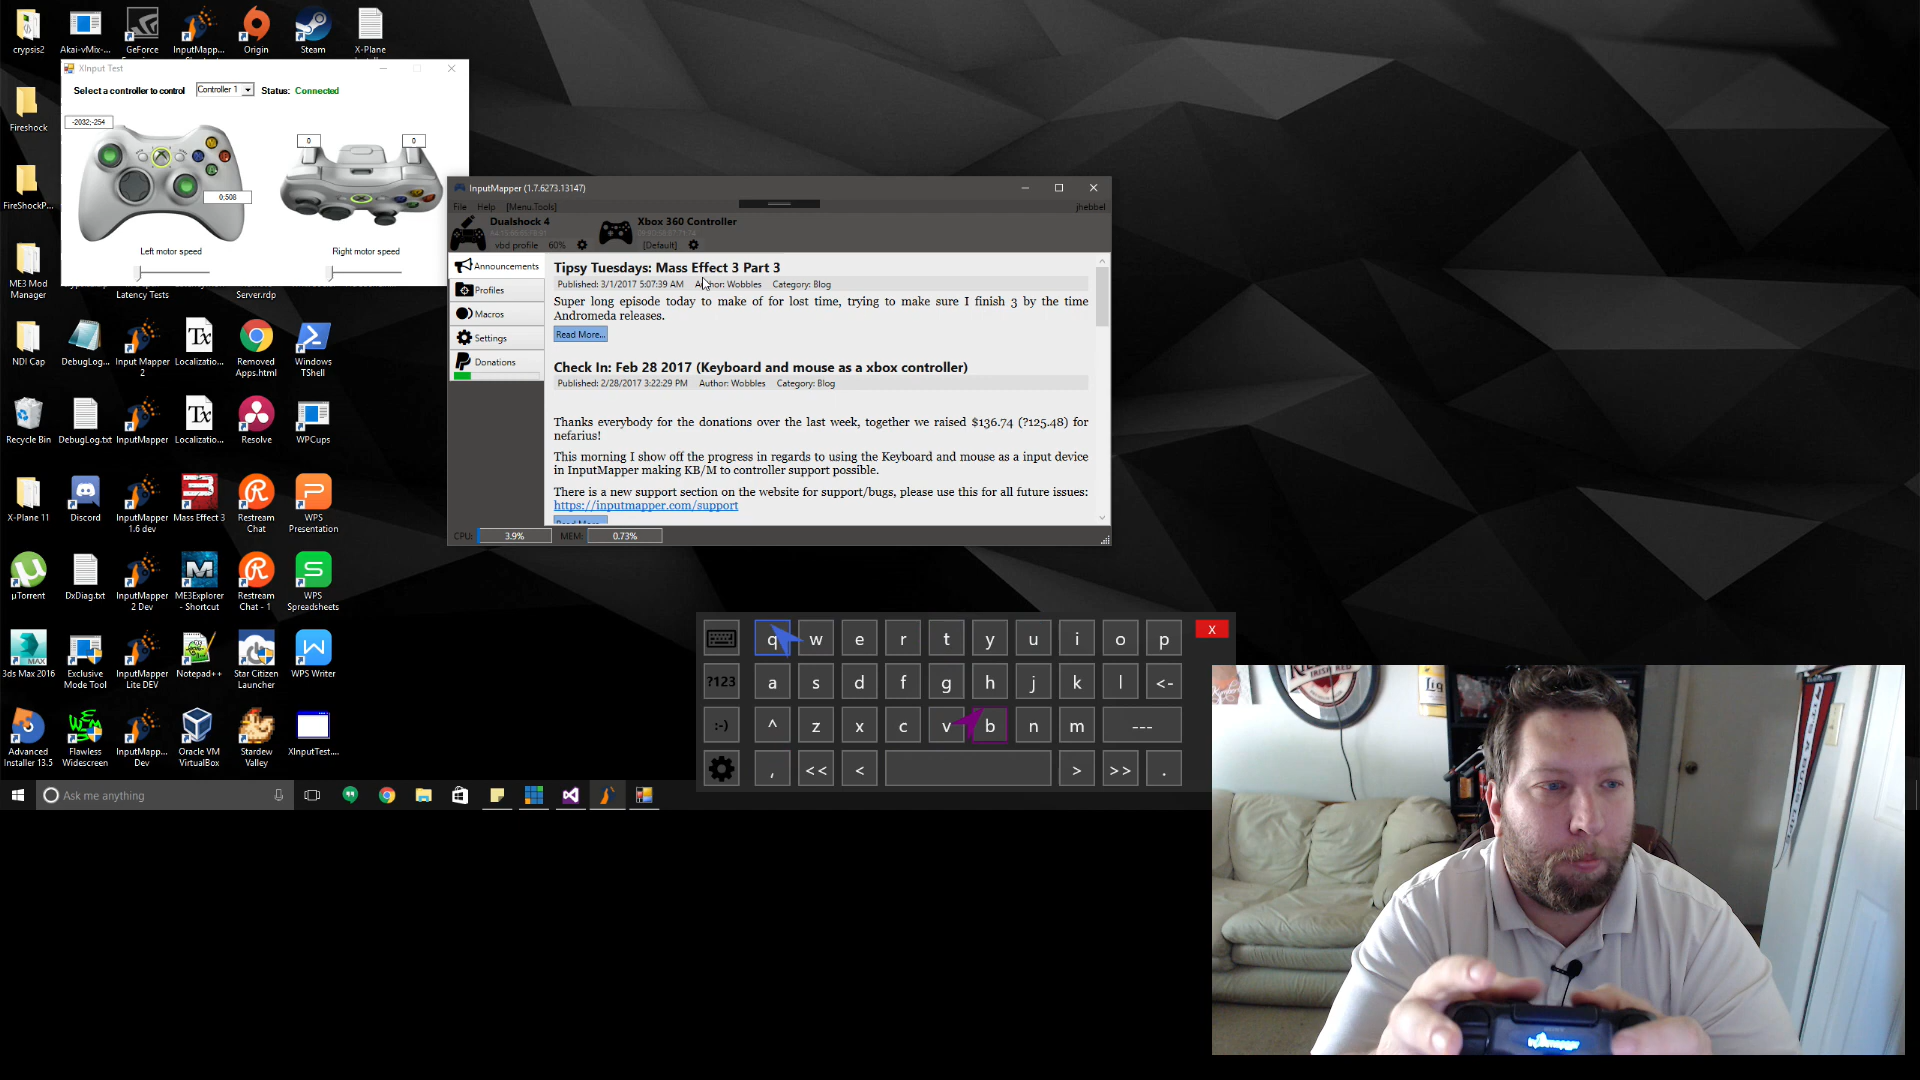 crypsis2
Akai-vMix-...
GeForce
InputMapp...
Origin
Steam
X-Plane
XInput Test
Select a controller to control
Controller 1
Status: Connected
-2032;-254
0
0
0;508
Left motor speed
Right motor speed
Fireshock
FireShockP...
ME3 Mod
Manager
Latency Tests
Server.rdp
InputMapper (1.7.6273.13147)
File
Help
[Menu.Tools]
jhebbel
Dualshock 4
vbd profile
60%
Xbox 360 Controller
[Default]
Announcements
Profiles
Macros
Settings
Donations
Tipsy Tuesdays: Mass Effect 3 Part 3
Published: 3/1/2017 5:07:39 AM
Author: Wobbles
Category: Blog
Super long episode today to make of for lost time, trying to make sure I finish 3 by the time
Andromeda releases.
Read More...
Check In: Feb 28 2017 (Keyboard and mouse as a xbox controller)
Published: 2/28/2017 3:22:29 PM
Author: Wobbles
Category: Blog
Thanks everybody for the donations over the last week, together we raised $136.74 (?125.48) for
nefarius!
This morning I show off the progress in regards to using the Keyboard and mouse as a input device
in InputMapper making KB/M to controller support possible.
There is a new support section on the website for support/bugs, please use this for all future issues:
https://inputmapper.com/support
Read More...
CPU:
3.9%
MEM:
0.73%
NDI Cap
DebugLog...
Input Mapper
2
Localizatio...
Removed
Apps.html
Windows
TShell
Recycle Bin
DebugLog.txt
InputMapper
Localizatio...
Resolve
WPCups
X-Plane 11
Discord
InputMapper
1.6 dev
Mass Effect 3
Restream
Chat
WPS
Presentation
µTorrent
DxDiag.txt
InputMapper
2 Dev
ME3Explorer
- Shortcut
Restream
Chat - 1
WPS
Spreadsheets
3ds Max 2016
Exclusive
Mode Tool
InputMapper
Lite DEV
Notepad++
Star Citizen
Launcher
WPS Writer
Advanced
Installer 13.5
Flawless
Widescreen
InputMapp...
Dev
Oracle VM
VirtualBox
Stardew
Valley
XInputTest....
Ask me anything
q w e r t y u i o p
X
?123
a s d f g h j k l <-
:-)
^ z x c v b n m ---
, << < > >> .